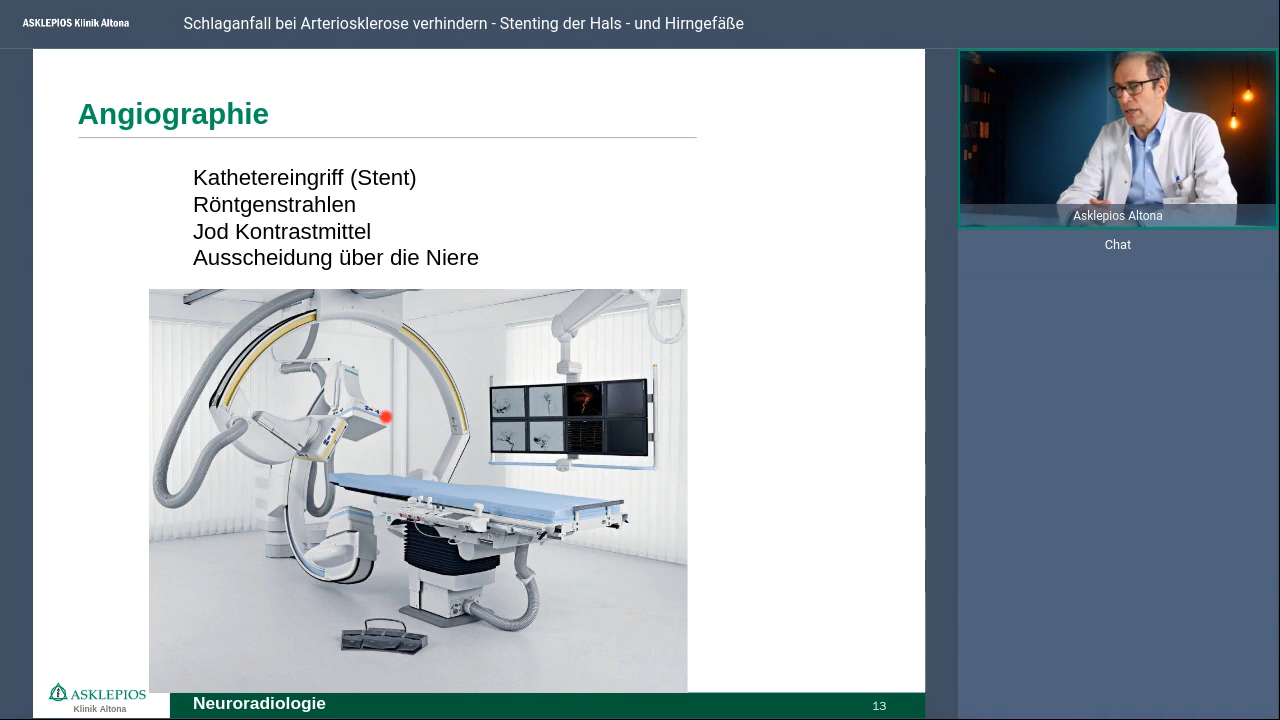 ASKLEPIOS Klinik Altona
Schlaganfall bei Arteriosklerose verhindern - Stenting der Hals - und Hirngefäße
Angiographie
Kathetereingriff (Stent)
Röntgenstrahlen
Jod Kontrastmittel
Ausscheidung über die Niere
Asklepios Altona
Chat
ASKLEPIOS
Klinik Altona
Neuroradiologie
13